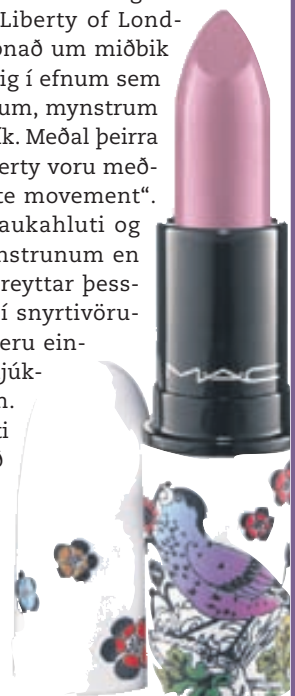 Liberty of Lond-
onað um miðbik
ig í efnum sem
um, mynstrum
k. Meðal þeirra
erty voru með-
te movement“.
aukahluti og
nstrunum en
reyttar þess-
í snyrtivöru-
eru ein-
júk-
n.
ti
MAC